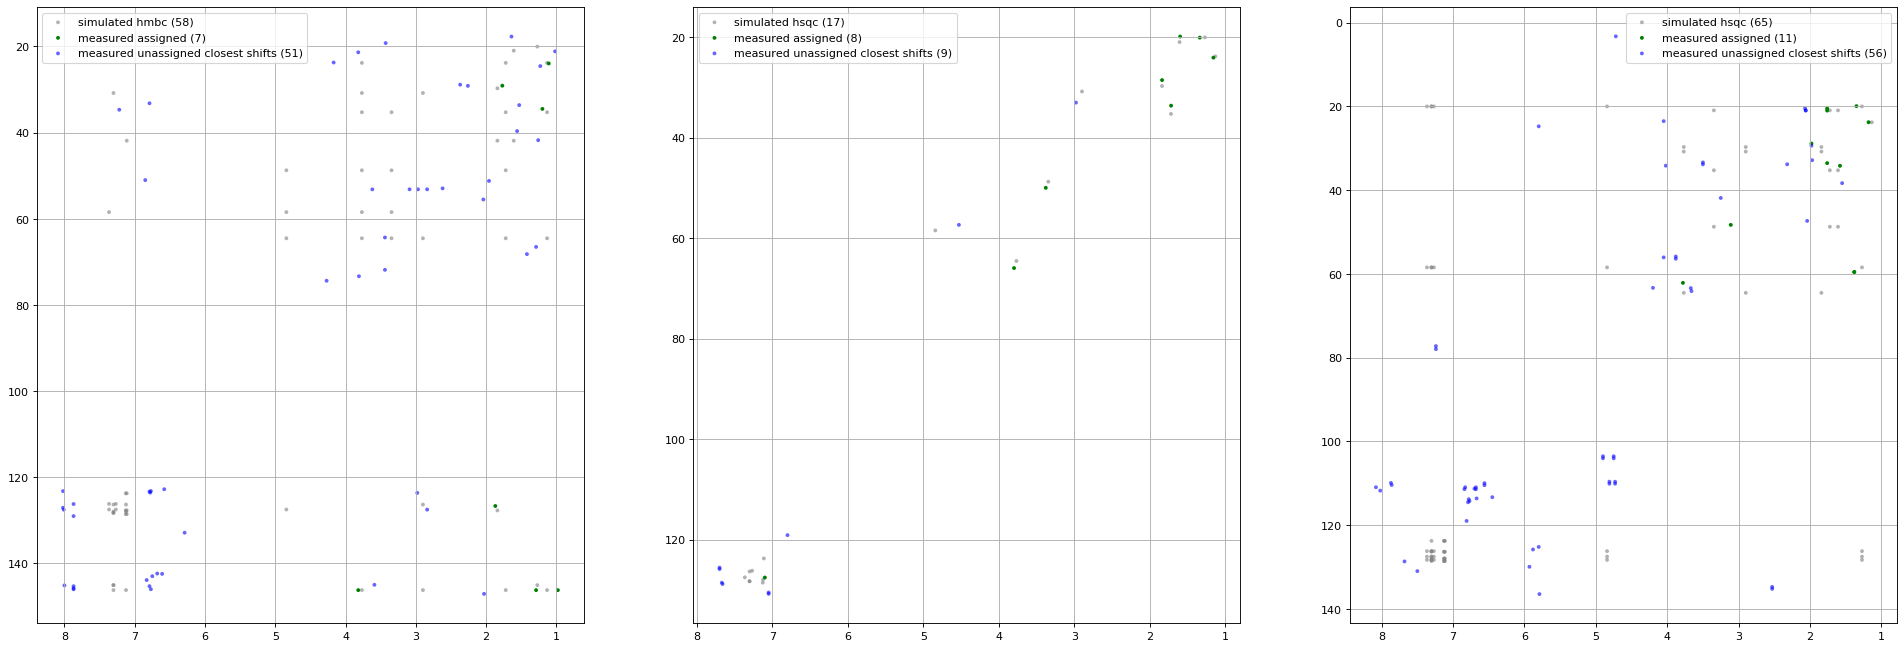 simulated hmbc (58)
measured assigned (7)
measured unassigned closest shifts (51)
20
40
60
80
100
120
140
8 7 6 5 4 3 2 1
simulated hsqc (17)
measured assigned (8)
measured unassigned closest shifts (9)
20
40
60
80
100
120
8 7 6 5 4 3 2 1
simulated hsqc (65)
measured assigned (11)
measured unassigned closest shifts (56)
0
20
40
60
80
100
120
140
8 7 6 5 4 3 2 1